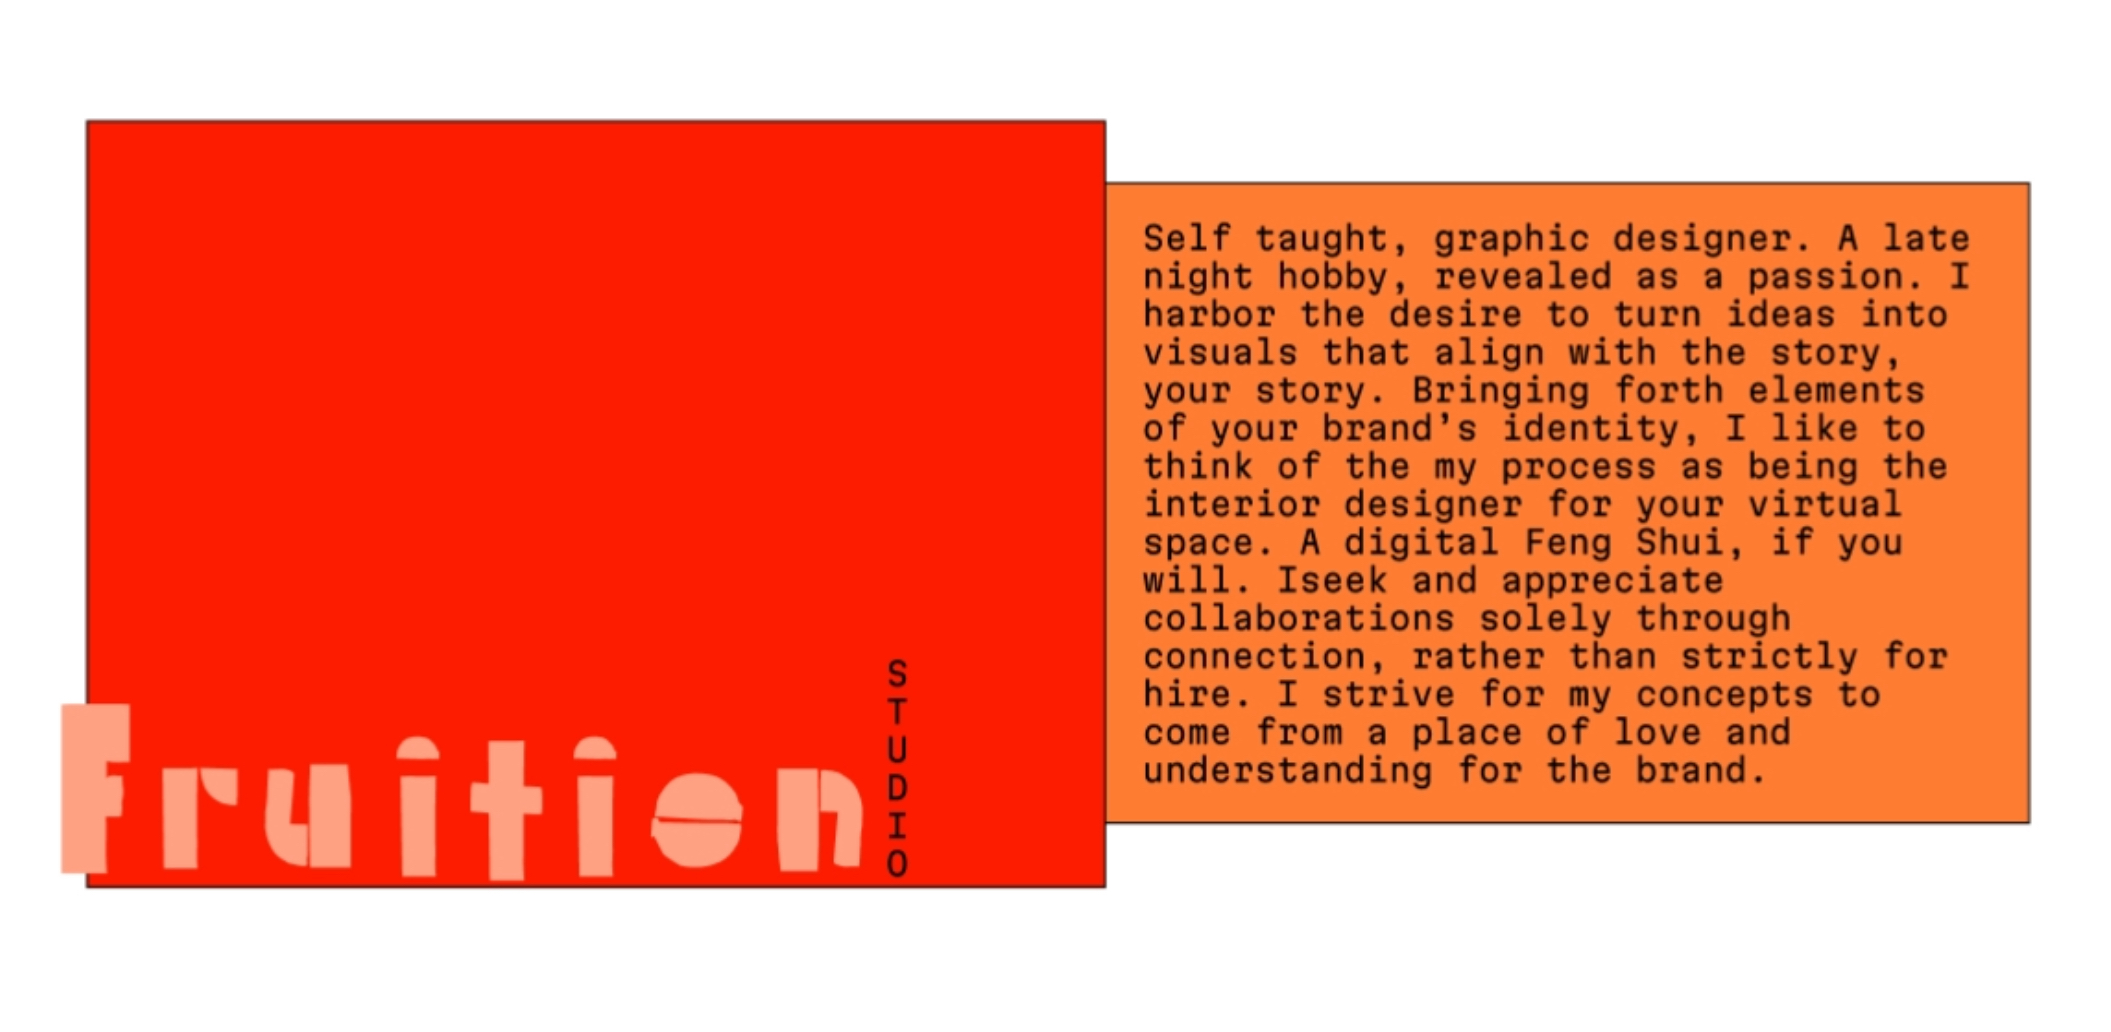 fruition
STUDIO
Self taught, graphic designer. A late
night hobby, revealed as a passion. I
harbor the desire to turn ideas into
visuals that align with the story,
your story. Bringing forth elements
of your brand’s identity, I like to
think of the my process as being the
interior designer for your virtual
space. A digital Feng Shui, if you
will. Iseek and appreciate
collaborations solely through
connection, rather than strictly for
hire. I strive for my concepts to
come from a place of love and
understanding for the brand.